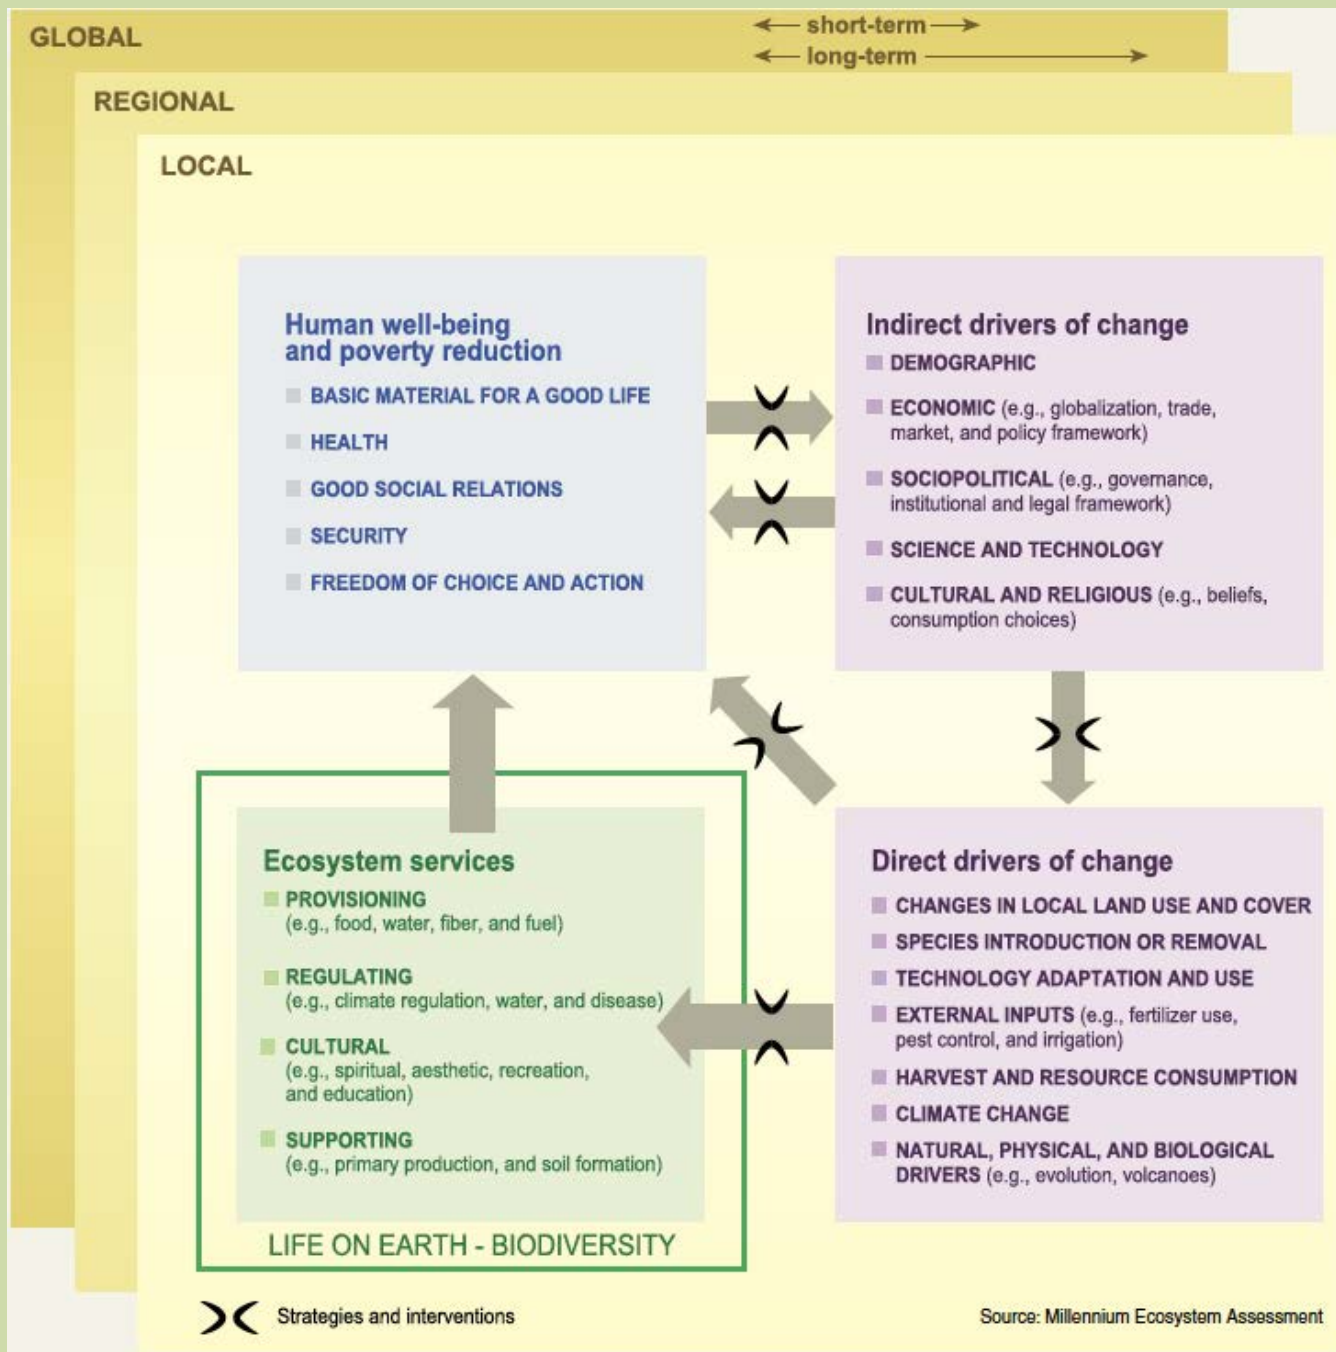 GLOBAL
short-term
long-term
REGIONAL
LOCAL
Human well-being
and poverty reduction
BASIC MATERIAL FOR A GOOD LIFE
HEALTH
GOOD SOCIAL RELATIONS
SECURITY
FREEDOM OF CHOICE AND ACTION
Indirect drivers of change
DEMOGRAPHIC
ECONOMIC (e.g., globalization, trade,
market, and policy framework)
SOCIOPOLITICAL (e.g., governance,
institutional and legal framework)
SCIENCE AND TECHNOLOGY
CULTURAL AND RELIGIOUS (e.g., beliefs,
consumption choices)
Ecosystem services
PROVISIONING
(e.g., food, water, fiber, and fuel)
REGULATING
(e.g., climate regulation, water, and disease)
CULTURAL
(e.g., spiritual, aesthetic, recreation,
and education)
SUPPORTING
(e.g., primary production, and soil formation)
LIFE ON EARTH - BIODIVERSITY
Direct drivers of change
CHANGES IN LOCAL LAND USE AND COVER
SPECIES INTRODUCTION OR REMOVAL
TECHNOLOGY ADAPTATION AND USE
EXTERNAL INPUTS (e.g., fertilizer use,
pest control, and irrigation)
HARVEST AND RESOURCE CONSUMPTION
CLIMATE CHANGE
NATURAL, PHYSICAL, AND BIOLOGICAL
DRIVERS (e.g., evolution, volcanoes)
Strategies and interventions
Source: Millennium Ecosystem Assessment